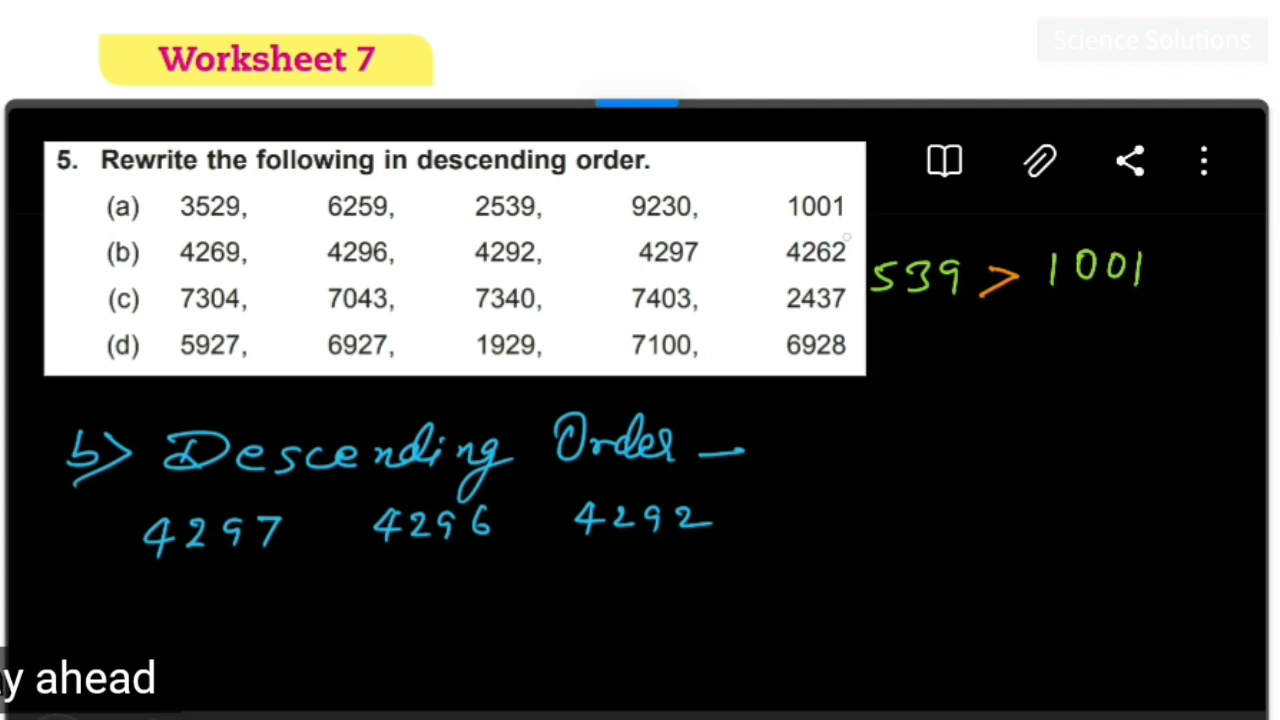 Science Solutions
Worksheet 7
5. Rewrite the following in descending order.
(a) 3529, 6259, 2539, 9230, 1001
(b) 4269, 4296, 4292, 4297 4262
(c) 7304, 7043, 7340, 7403, 2437
(d) 5927, 6927, 1929, 7100, 6928
539 > 1001
b) Descending Order —
4297 4296 4292
y ahead